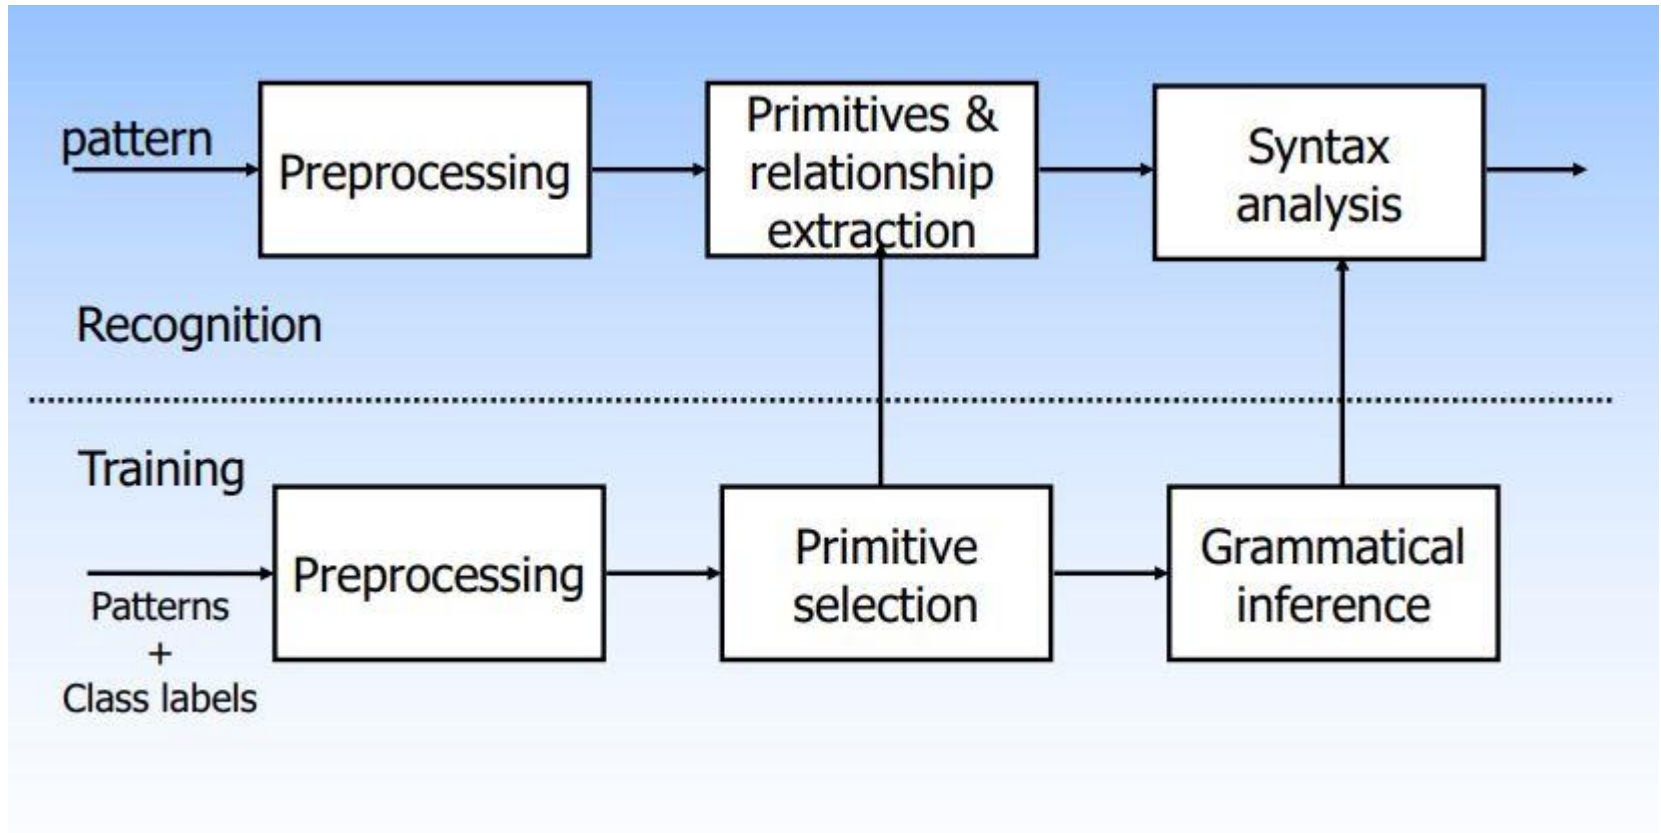 pattern
Preprocessing
Primitives &
relationship
extraction
Syntax
analysis
Recognition
Training
Preprocessing
Primitive
selection
Grammatical
inference
Patterns
+
Class labels